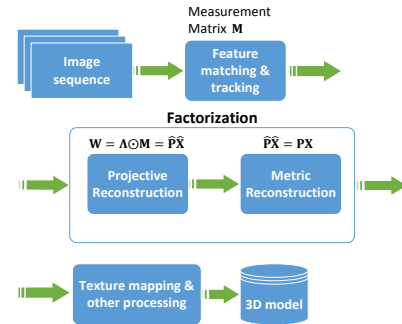 Measurement
Matrix M
Image
sequence
Feature
matching &
tracking
Factorization
W = Λ⊙M = P̂X̂
P̂X̂ = PX
Projective
Reconstruction
Metric
Reconstruction
Texture mapping &
other processing
3D model